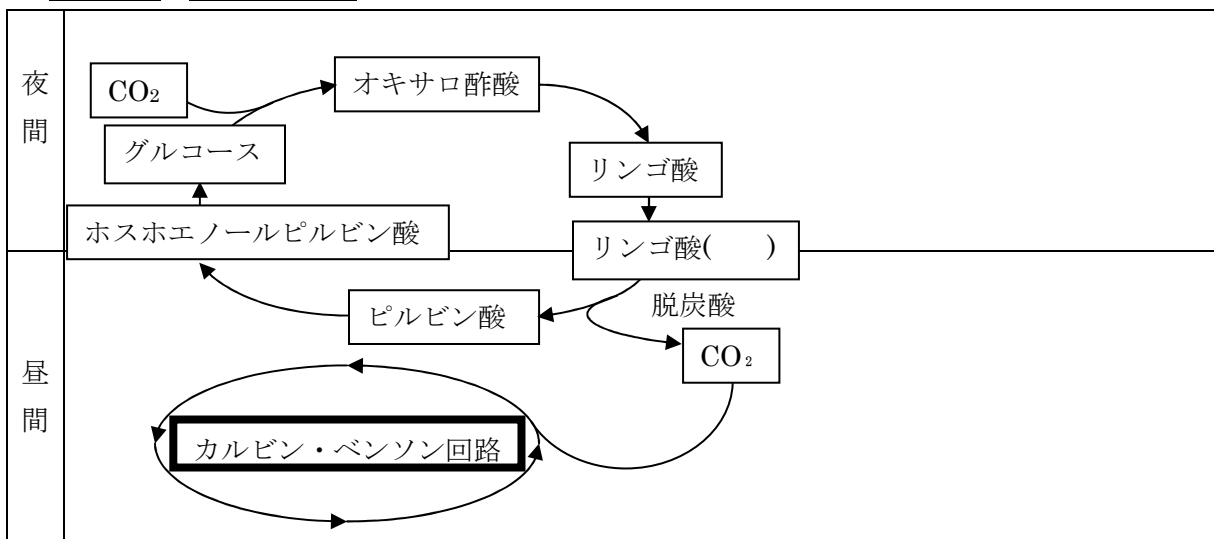 夜間
CO₂
オキサロ酢酸
グルコース
リンゴ酸
ホスホエノールピルビン酸
リンゴ酸(　　)
ピルビン酸
脱炭酸
CO₂
昼間
カルビン・ベンソン回路